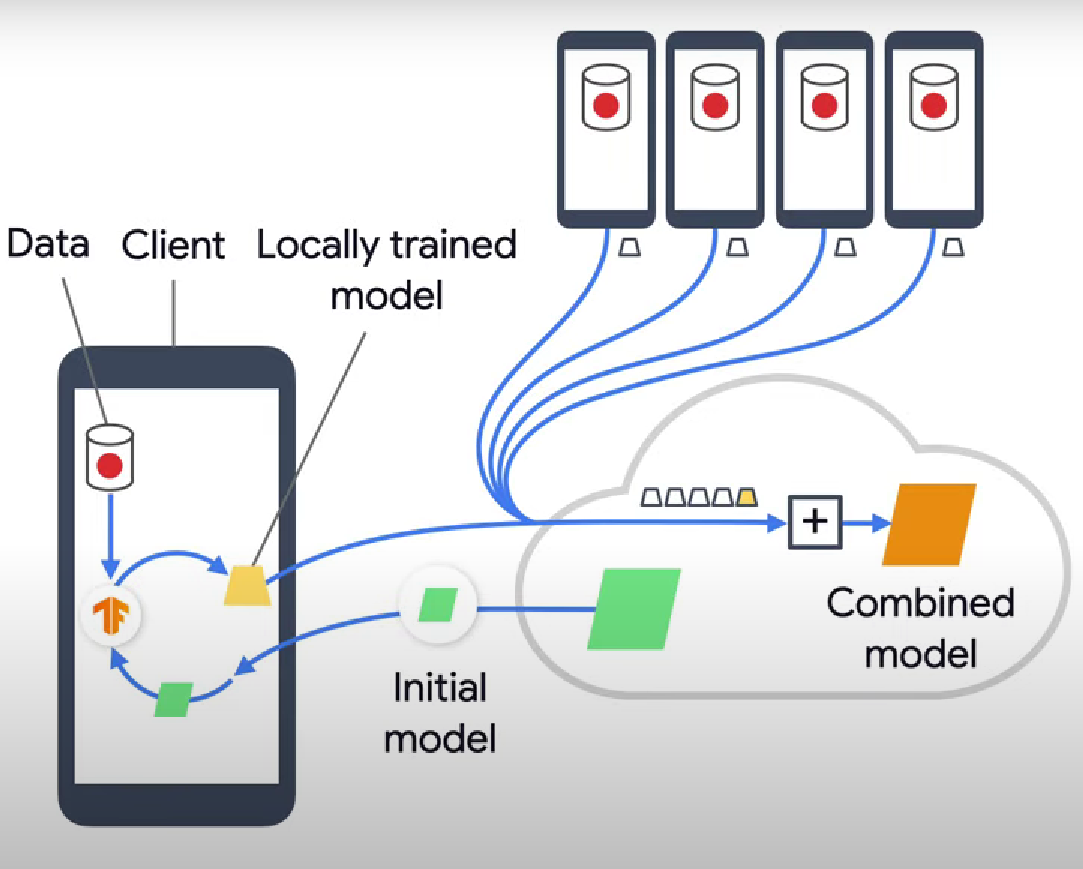 Data
Client
Locally trained
model
+
Combined
model
Initial
model